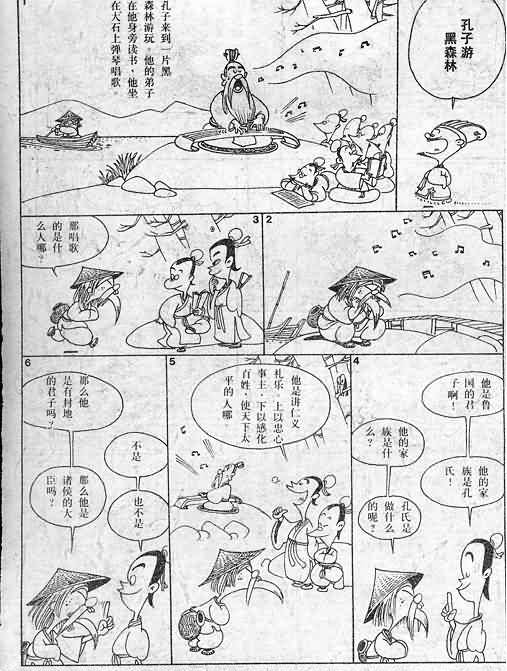 孔子游
黑森林
1
孔子来到一片黑
森林游玩。他的弟子
在他身旁读书，他坐
在大石上弹琴唱歌。
2
3
那唱歌
的是什
么人哪？
4
他是鲁
国的君
子啊！
他的家
族是什
么？
他的家
族是孔
氏！
孔氏是
做什么
的呢？
5
他是讲仁义
礼乐，上以忠心
事主，下以感化
百姓，使天下太
平的人哪
6
那么他
是有封地
的君子吗？
不是。
那么他是
诸侯的大
臣吗？
也不是。